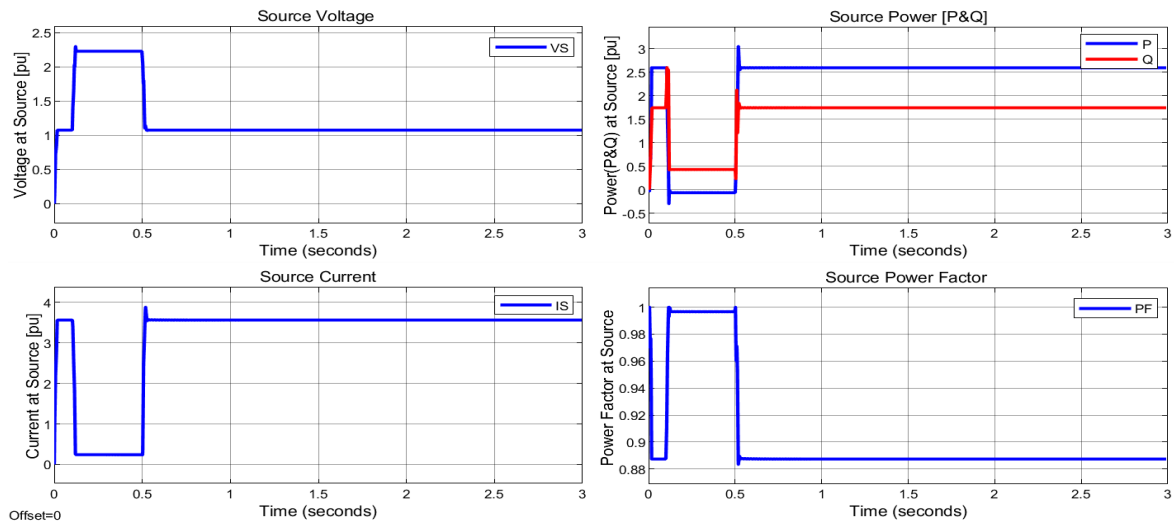 Source Voltage
Voltage at Source [pu]
2.5
2
1.5
1
0.5
0
VS
0 0.5 1 1.5 2 2.5 3
Time (seconds)
Source Power [P&Q]
Power(P&Q) at Source [pu]
3
2.5
2
1.5
1
0.5
0
-0.5
P
Q
0 0.5 1 1.5 2 2.5 3
Time (seconds)
Source Current
Current at Source [pu]
4
3
2
1
0
IS
0 0.5 1 1.5 2 2.5 3
Time (seconds)
Offset=0
Source Power Factor
Power Factor at Source
1
0.98
0.96
0.94
0.92
0.9
0.88
PF
0 0.5 1 1.5 2 2.5 3
Time (seconds)